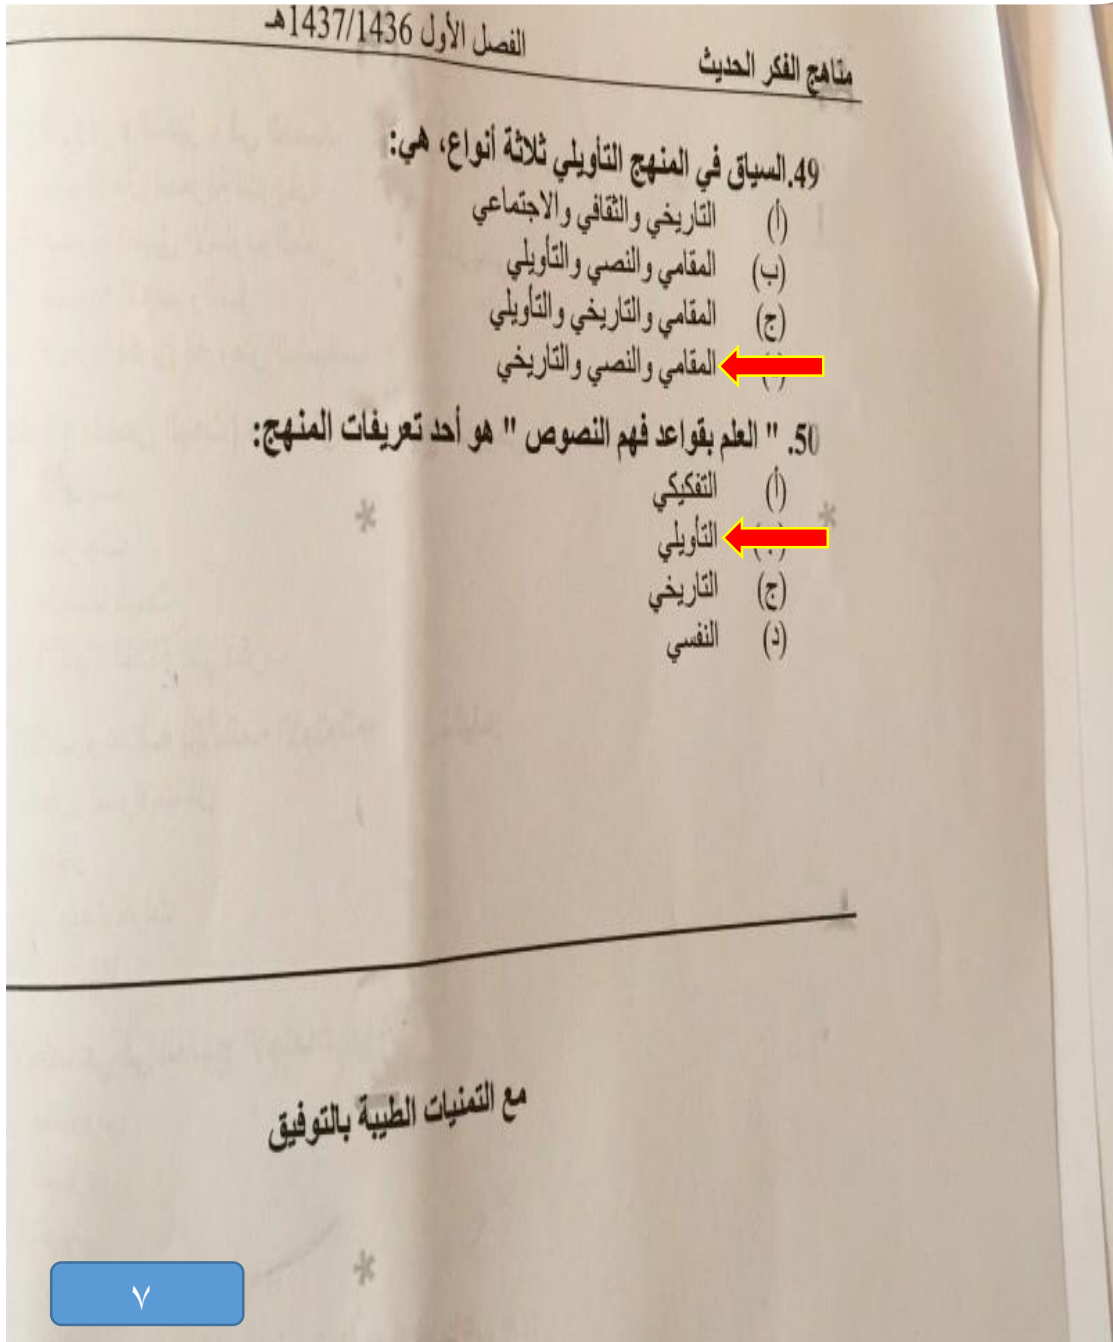 مناهج الفكر الحديث
الفصل الأول 1437/1436هـ
49.السياق في المنهج التأويلي ثلاثة أنواع، هي:
(أ) التاريخي والثقافي والاجتماعي
(ب) المقامي والنصي والتأويلي
(ج) المقامي والتاريخي والتأويلي
المقامي والنصي والتاريخي
50. " العلم بقواعد فهم النصوص " هو أحد تعريفات المنهج:
(أ) التفكيكي
التأويلي
(ج) التاريخي
(د) النفسي
مع التمنيات الطيبة بالتوفيق
٧